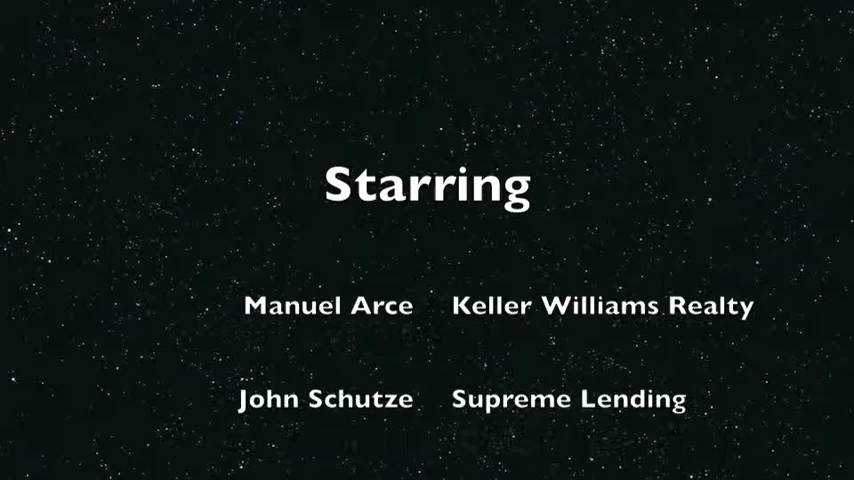 Starring
Manuel Arce Keller Williams Realty
John Schutze Supreme Lending